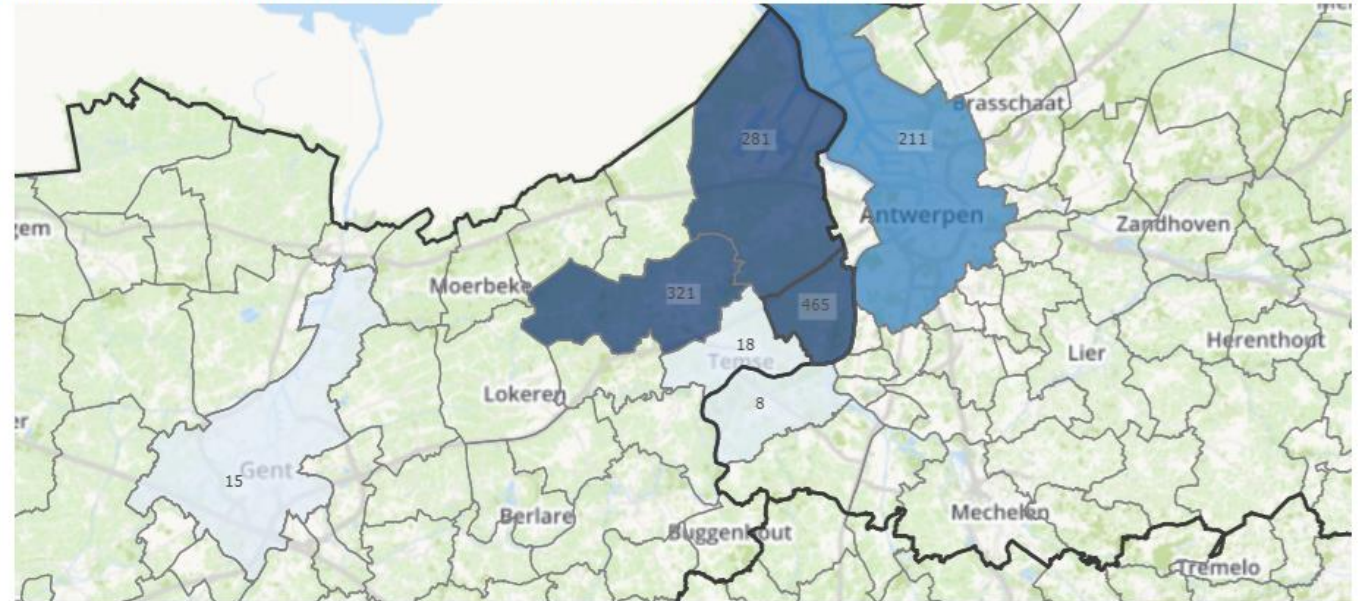 Brasschaat
281
211
Antwerpen
Zandhoven
gem
Moerbeke
321
465
18
Temse
Lier
Herenthout
Lokeren
8
er
Gent
15
Berlare
Mechelen
Buggenhout
Tremelo